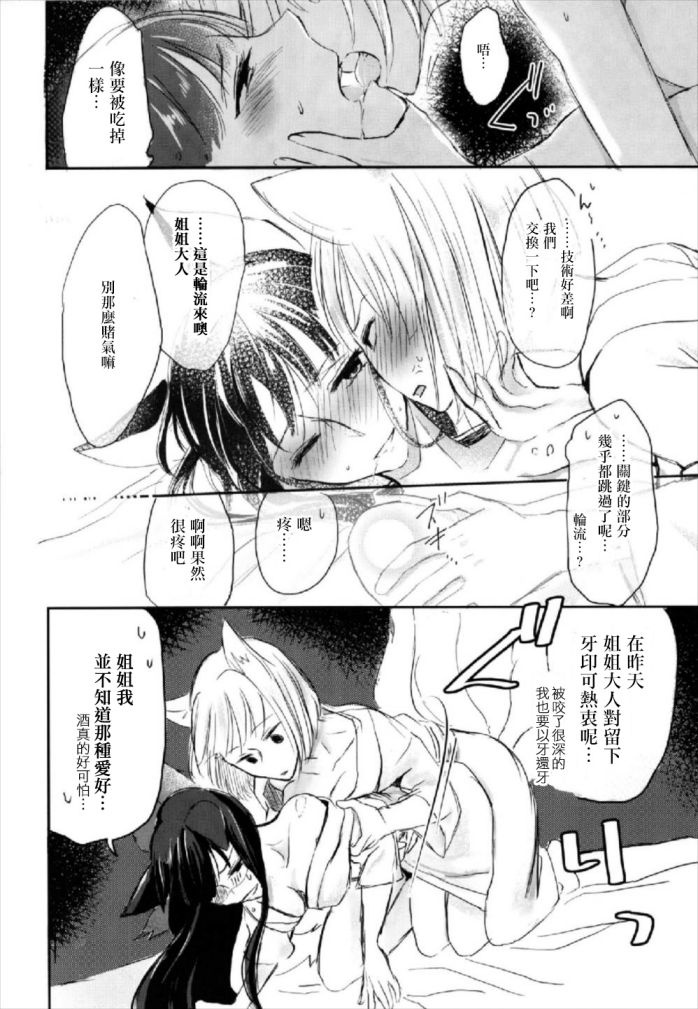 唔…
像要被吃掉
一樣…
………技術好差啊
我們
交換一下吧…?
……這是輪流來噢
姐姐大人
別那麼賭氣嘛
………關鍵的部分
幾乎都跳過了呢…
輪流…?
嗯
疼……
啊啊果然
很疼吧
在昨天
姐姐大人對留下
牙印可熱衷呢…
被咬了很深的
我也要以牙還牙
姐姐我
並不知道那種愛好…
酒真的好可怕…